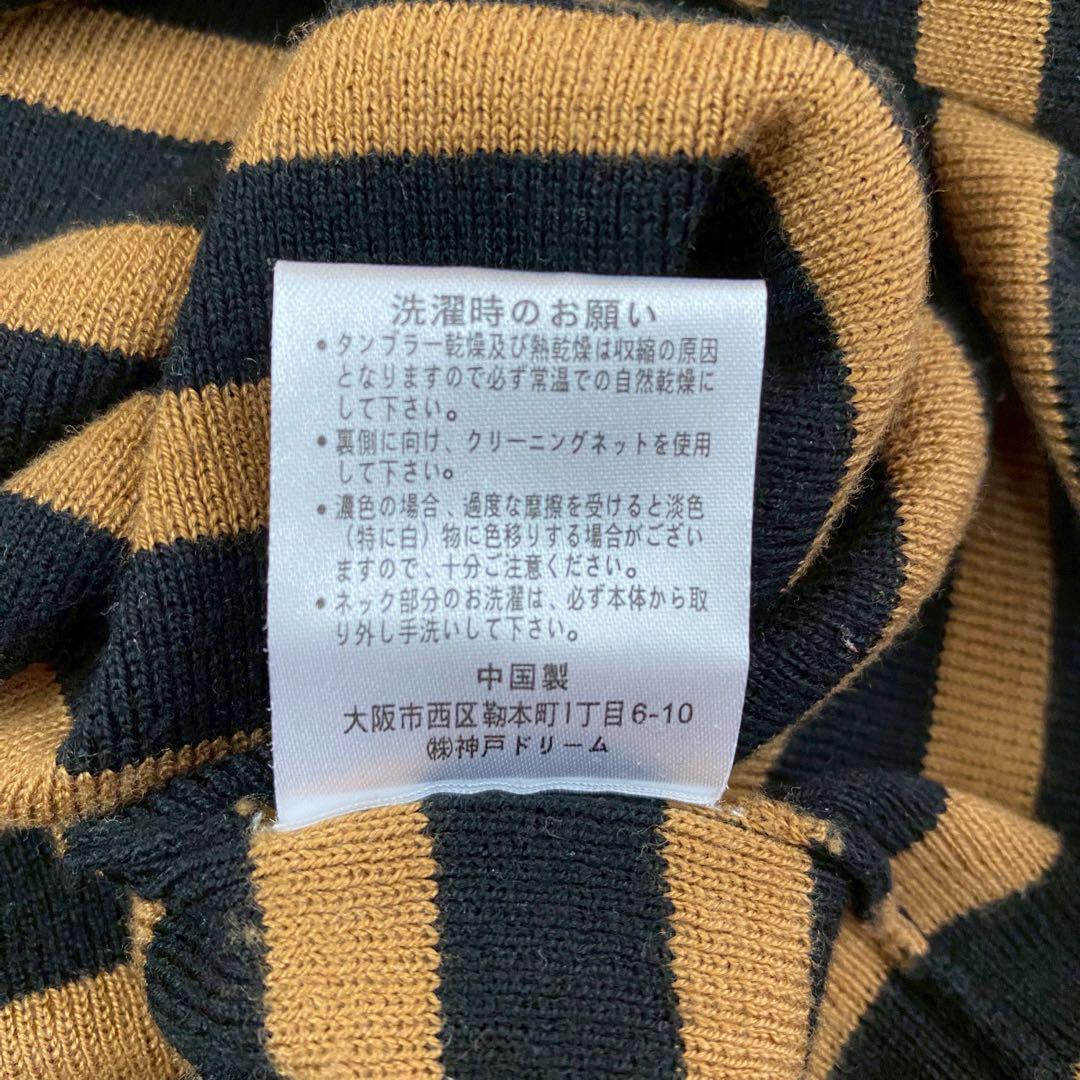 洗濯時のお願い
•タンブラー乾燥及び熱乾燥は収縮の原因
となりますので必ず常温での自然乾燥に
して下さい。
•裏側に向け、クリーニングネットを使用
して下さい。
•濃色の場合、過度な摩擦を受けると淡色
（特に白）物に色移りする場合がござい
ますので、十分ご注意ください。
•ネック部分のお洗濯は、必ず本体から取
り外し手洗いして下さい。
中国製
大阪市西区靭本町1丁目6-10
㈱神戸ドリーム